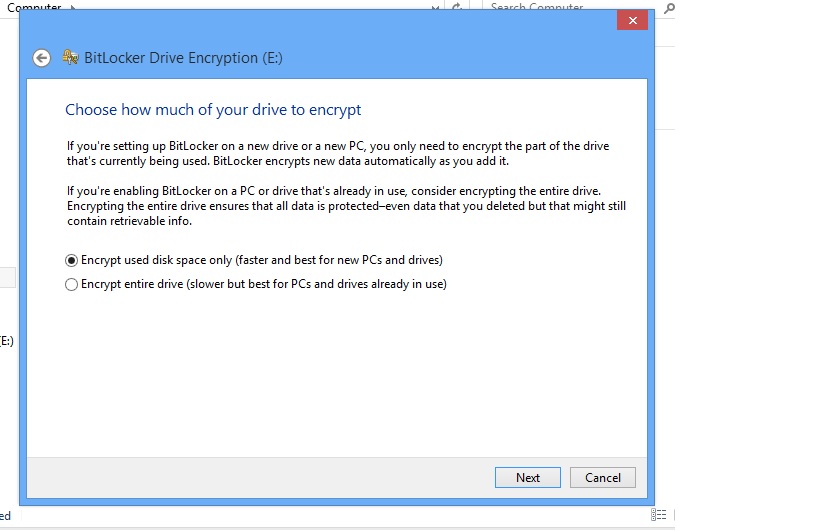 Computer
Search Computer
BitLocker Drive Encryption (E:)
Choose how much of your drive to encrypt
If you're setting up BitLocker on a new drive or a new PC, you only need to encrypt the part of the drive
that's currently being used. BitLocker encrypts new data automatically as you add it.
If you're enabling BitLocker on a PC or drive that's already in use, consider encrypting the entire drive.
Encrypting the entire drive ensures that all data is protected–even data that you deleted but that might still
contain retrievable info.
Encrypt used disk space only (faster and best for new PCs and drives)
Encrypt entire drive (slower but best for PCs and drives already in use)
E:)
Next
Cancel
ed